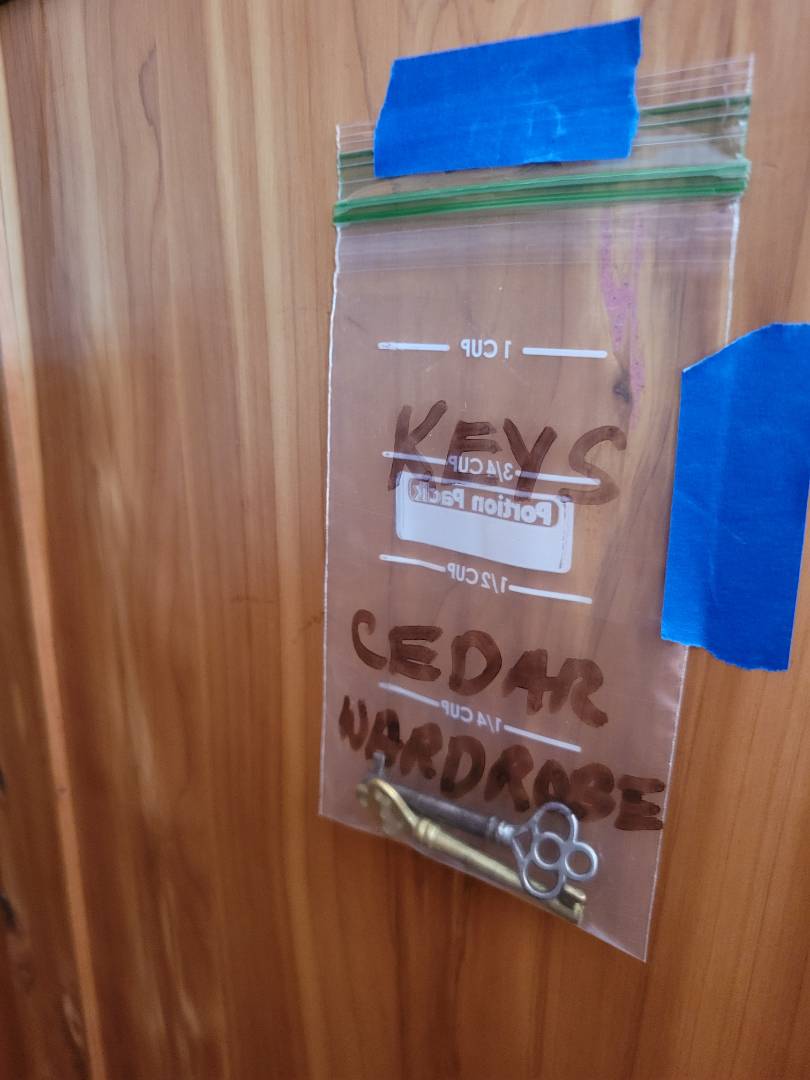 1 CUP
KEYS
3/4 CUP
Portion Pack
1/2 CUP
CEDAR
1/4 CUP
WARDROBE